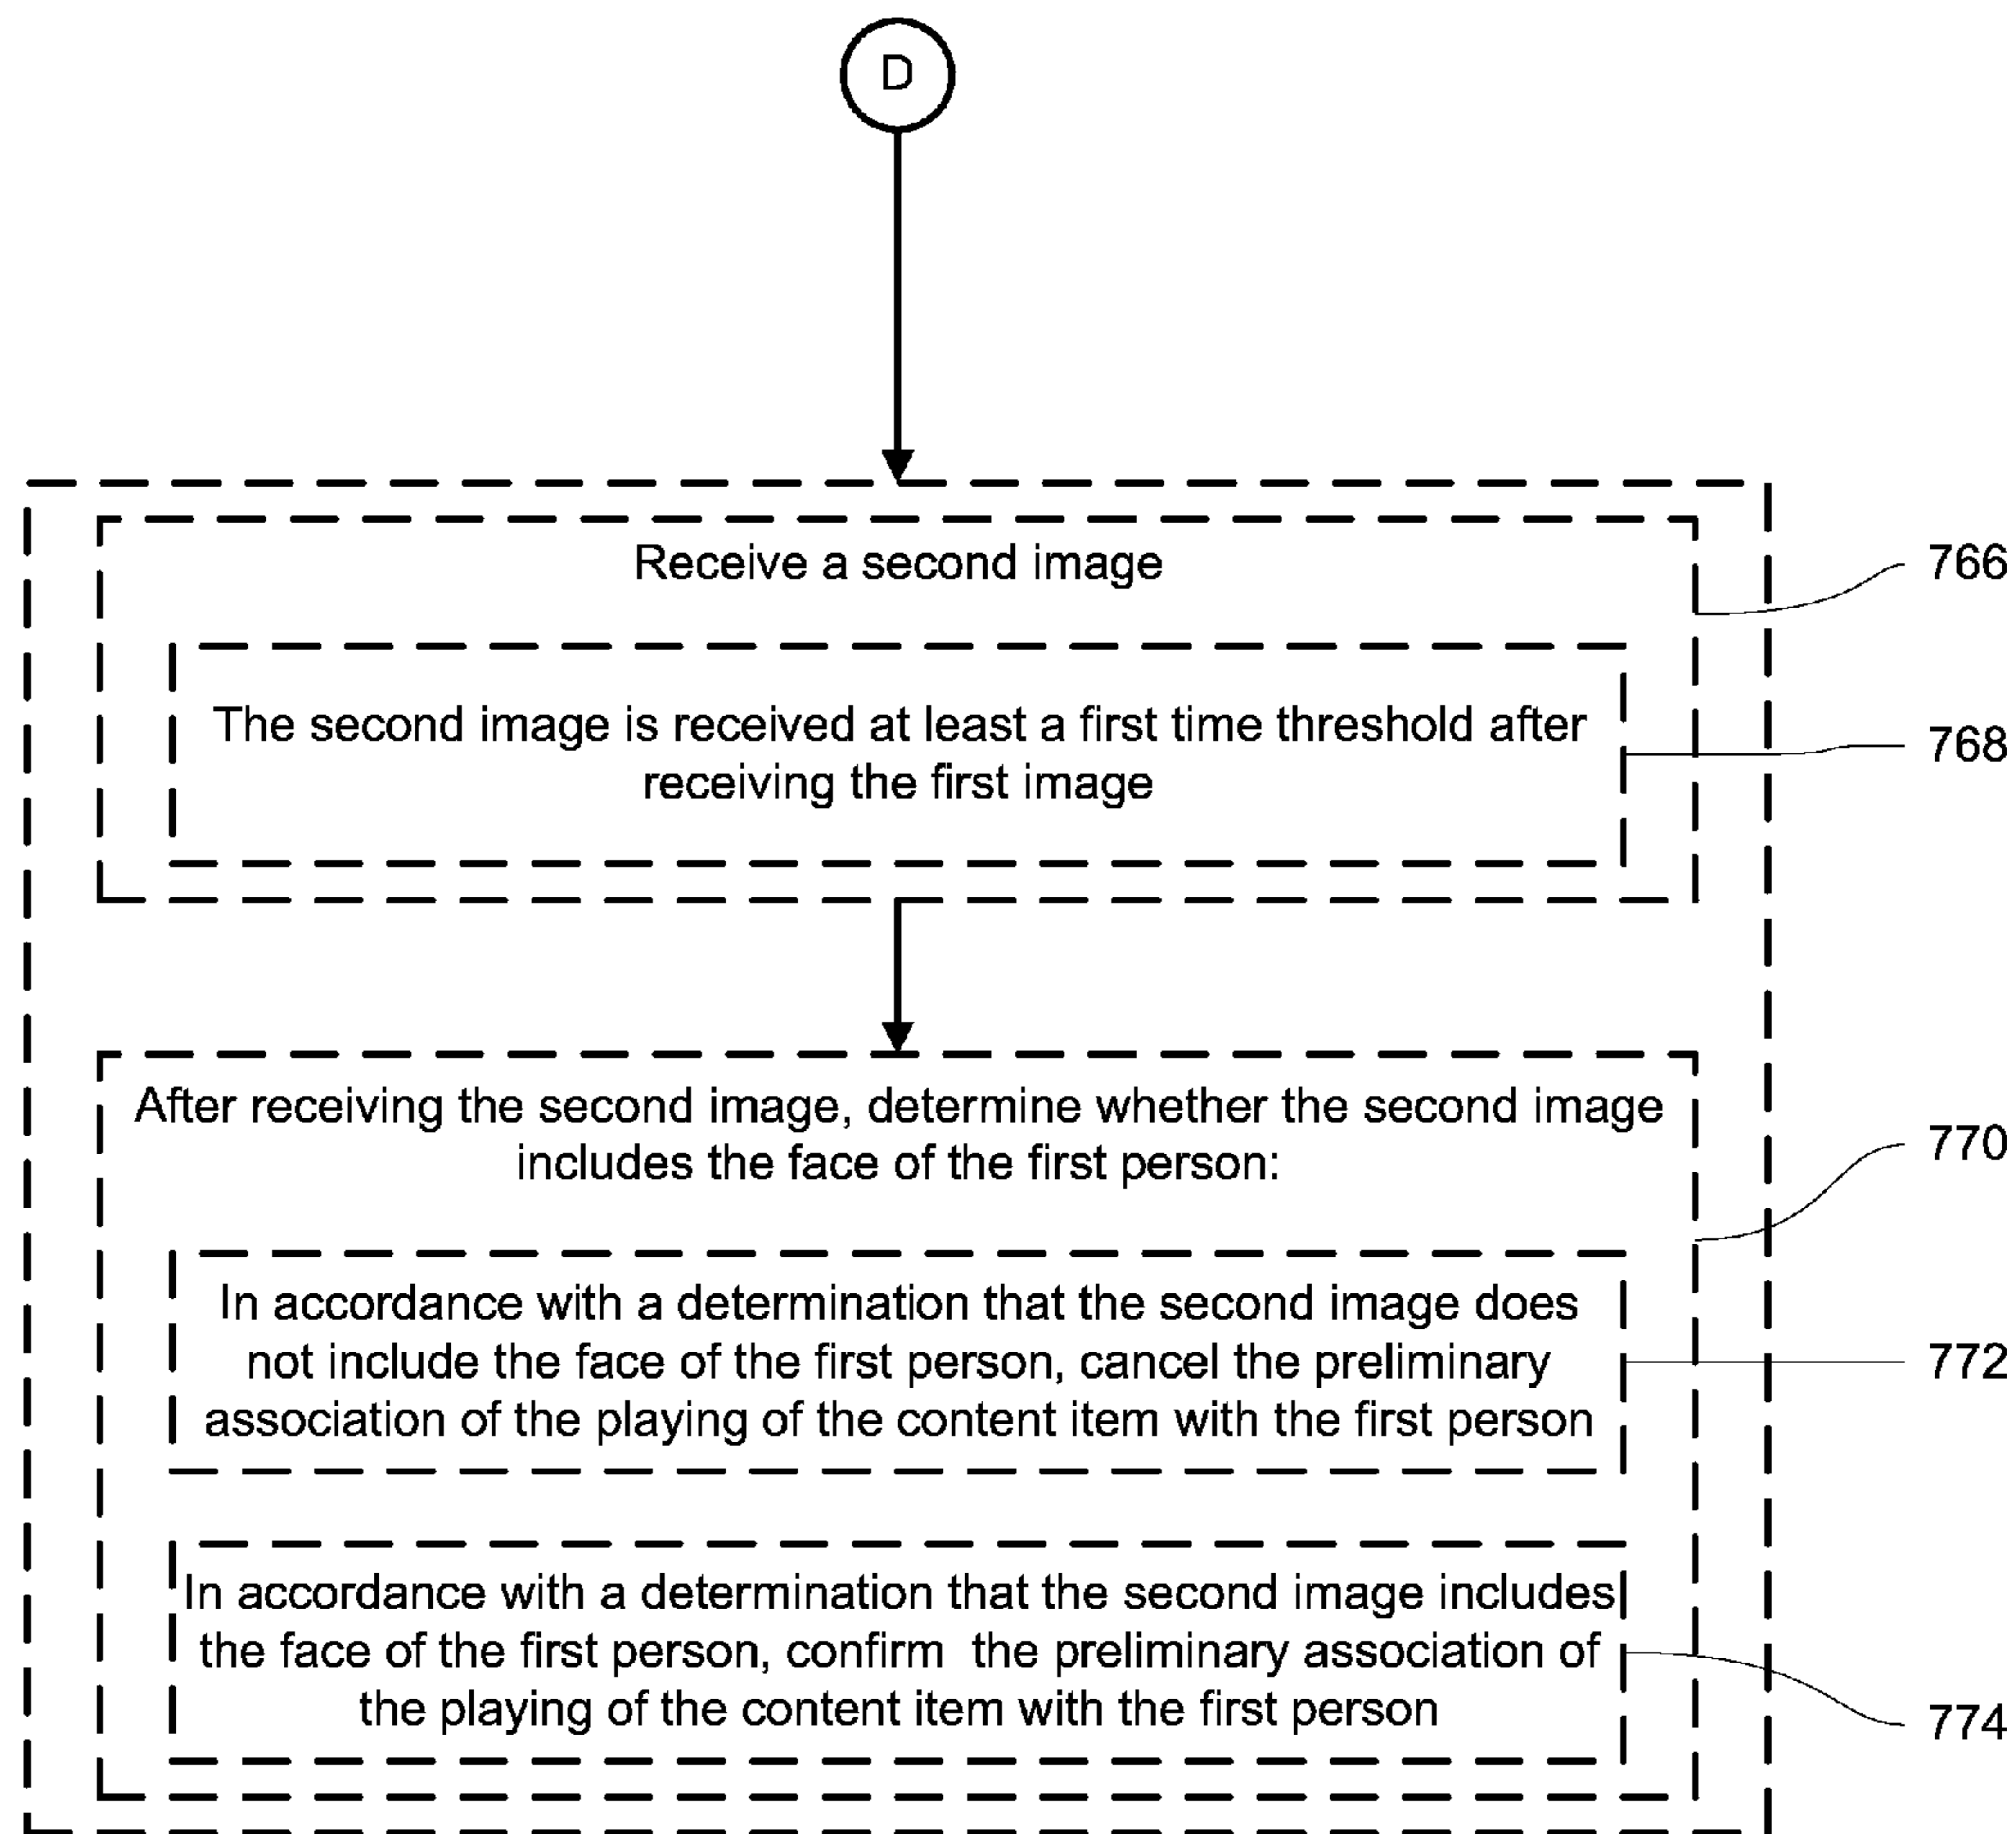 D
Receive a second image
766
The second image is received at least a first time threshold after
receiving the first image
768
After receiving the second image, determine whether the second image
includes the face of the first person:
770
In accordance with a determination that the second image does
not include the face of the first person, cancel the preliminary
association of the playing of the content item with the first person
772
In accordance with a determination that the second image includes
the face of the first person, confirm the preliminary association of
the playing of the content item with the first person
774